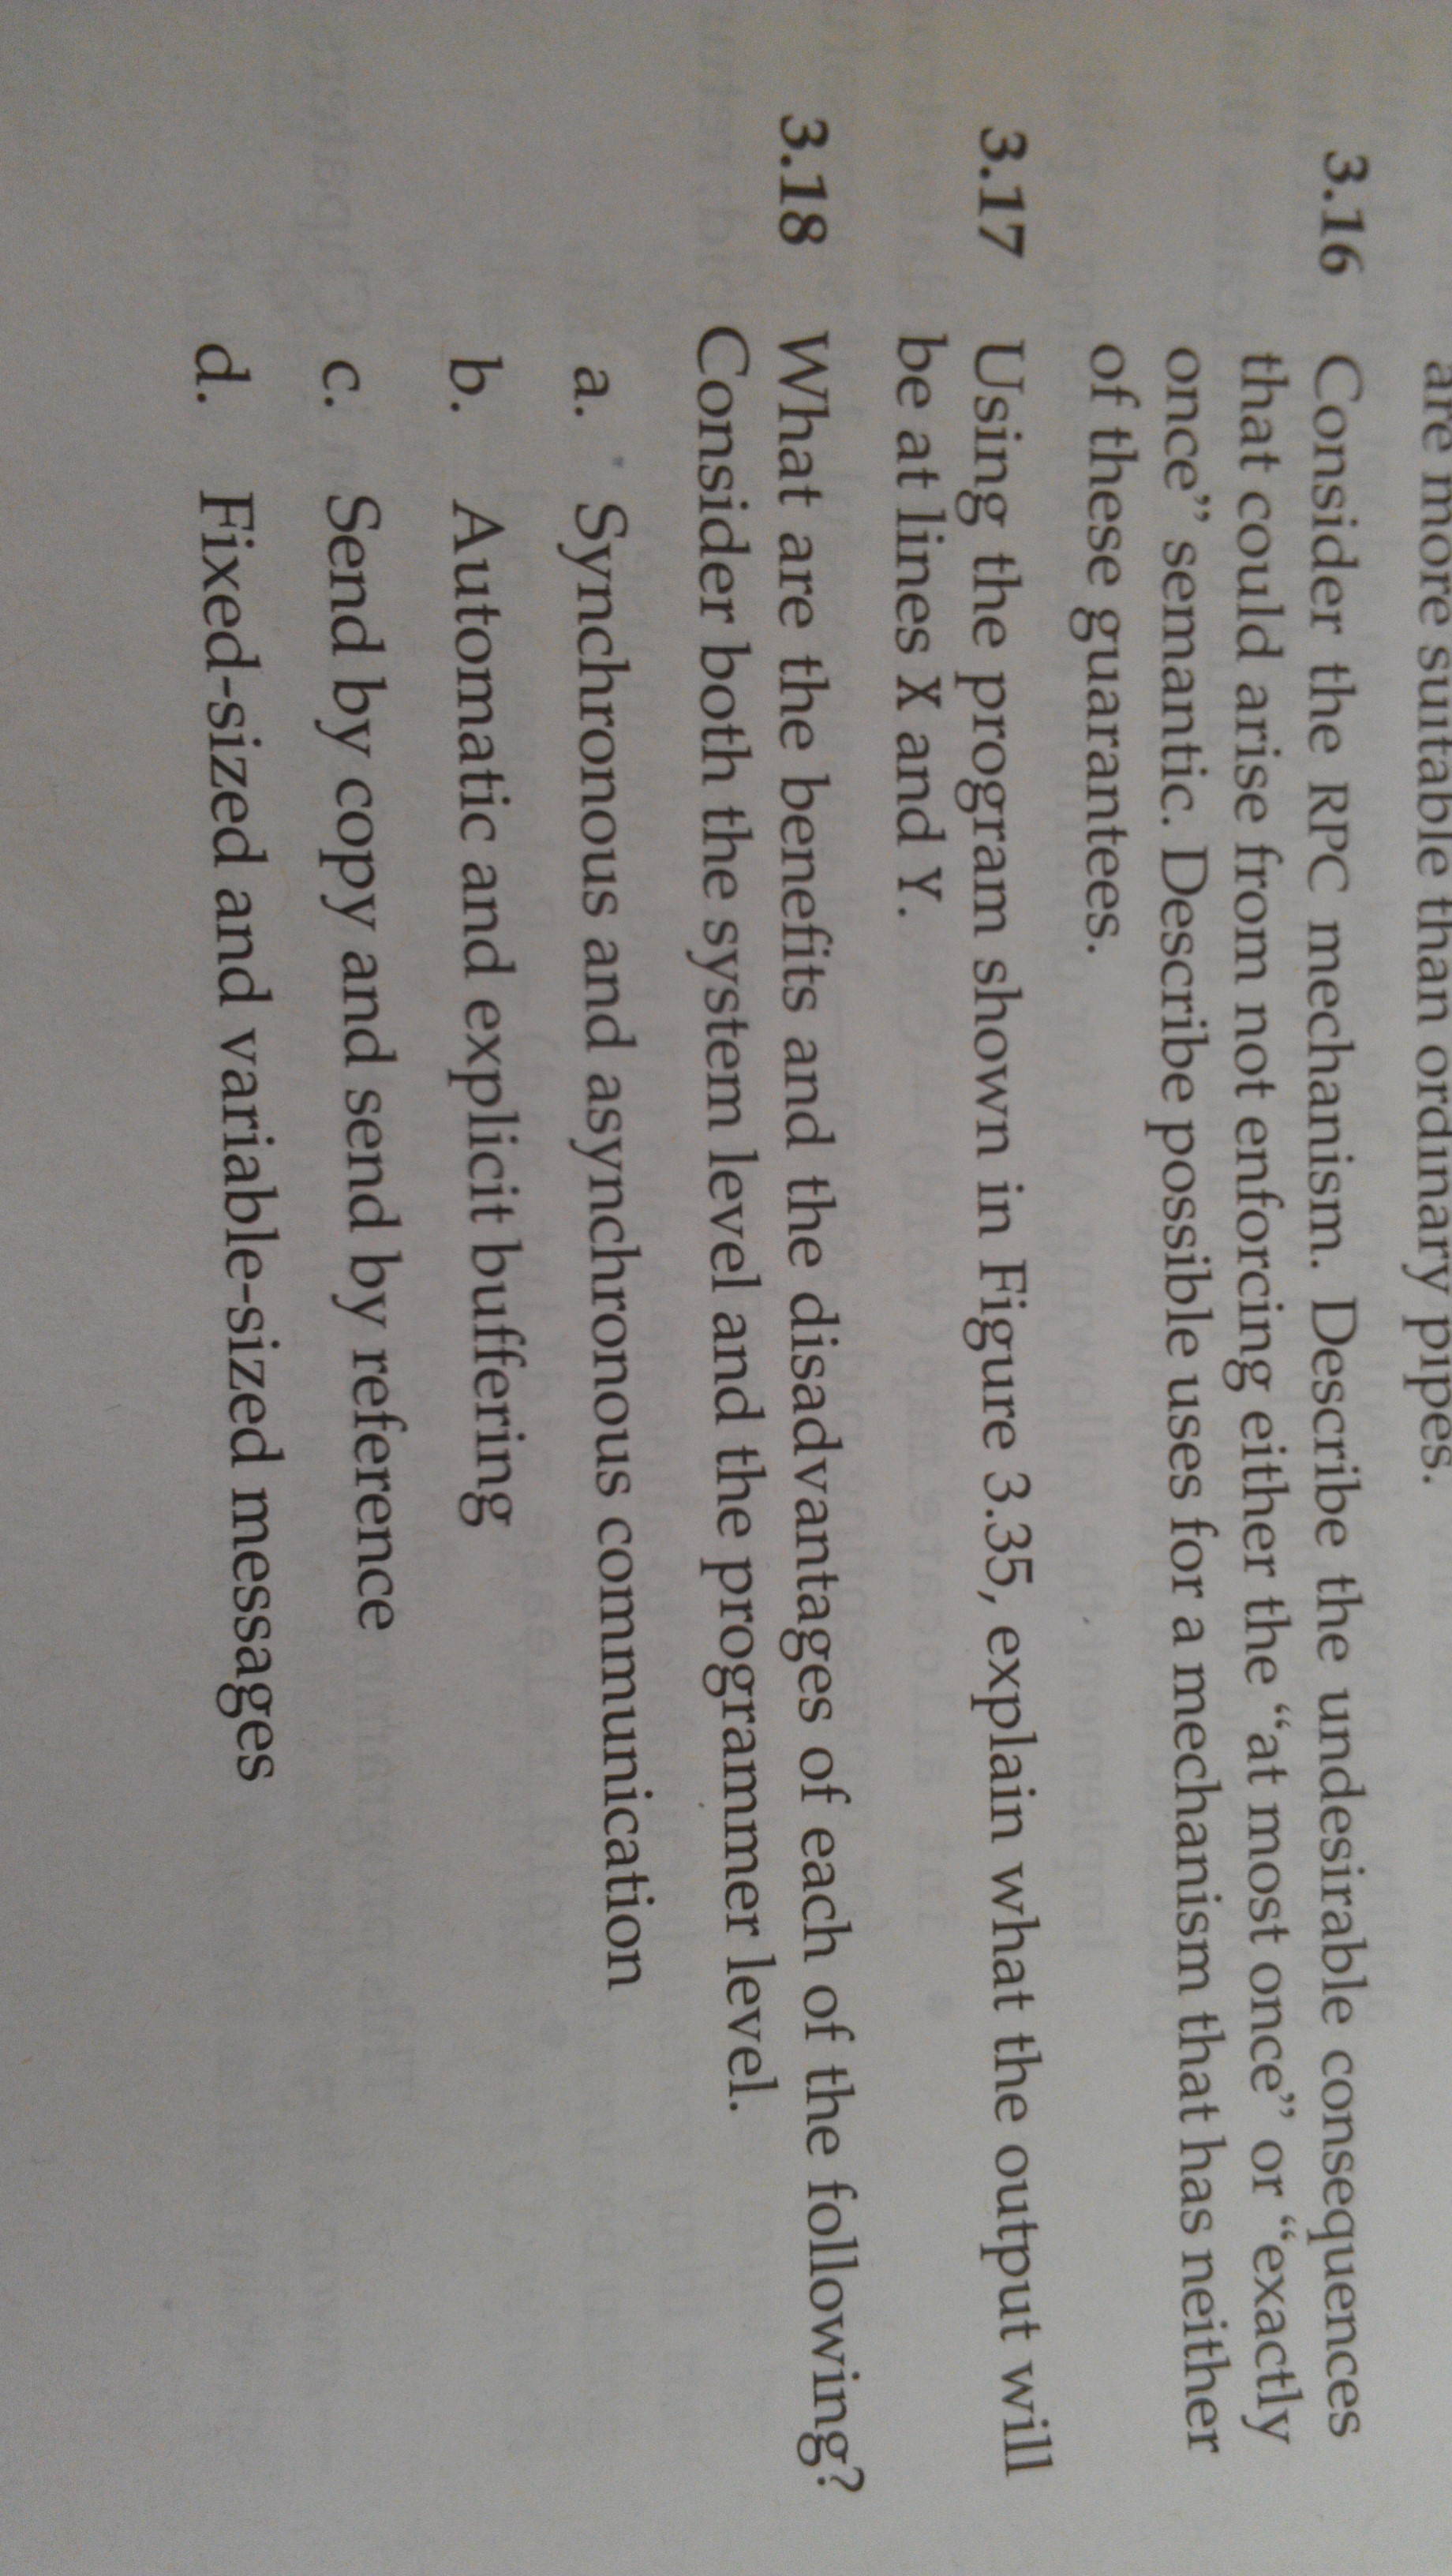 are more suitable than ordinary pipes.
3.16 Consider the RPC mechanism. Describe the undesirable consequences
that could arise from not enforcing either the “at most once” or “exactly
once” semantic. Describe possible uses for a mechanism that has neither
of these guarantees.
3.17 Using the program shown in Figure 3.35, explain what the output will
be at lines X and Y.
3.18 What are the benefits and the disadvantages of each of the following?
Consider both the system level and the programmer level.
a. Synchronous and asynchronous communication
b. Automatic and explicit buffering
c. Send by copy and send by reference
d. Fixed-sized and variable-sized messages